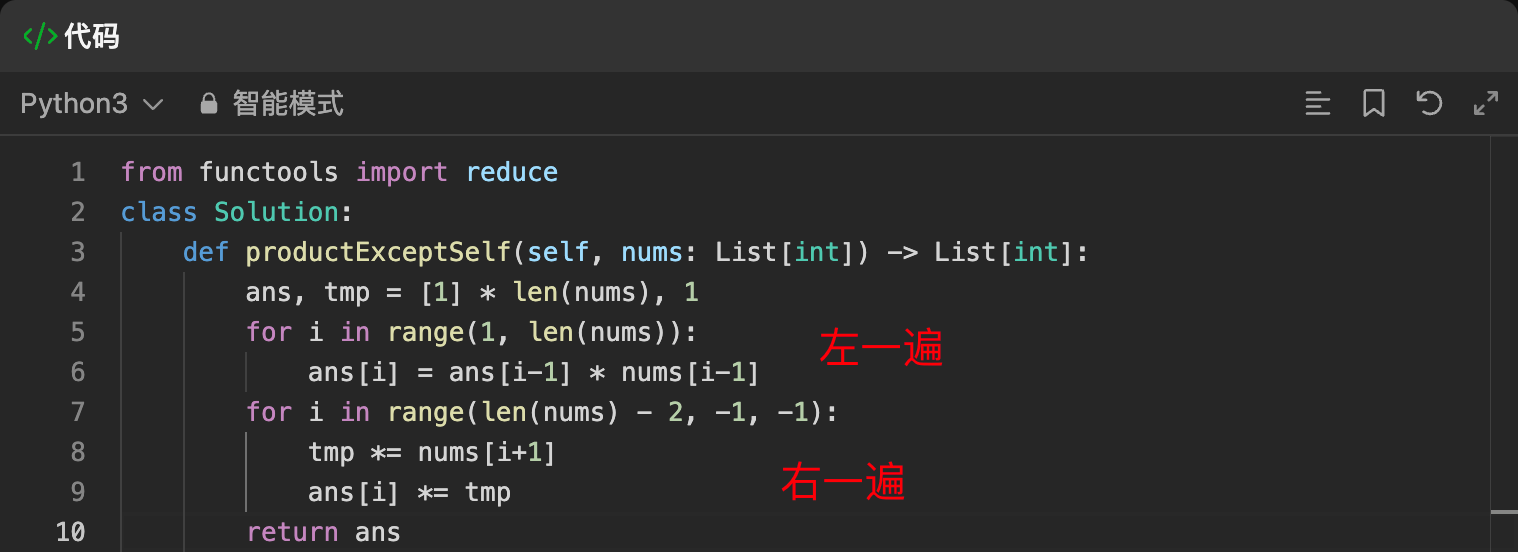 </> 代码
Python3 智能模式
1 from functools import reduce
2 class Solution:
3     def productExceptSelf(self, nums: List[int]) -> List[int]:
4         ans, tmp = [1] * len(nums), 1
5         for i in range(1, len(nums)):
左一遍
6             ans[i] = ans[i-1] * nums[i-1]
7         for i in range(len(nums) - 2, -1, -1):
8             tmp *= nums[i+1]
右一遍
9             ans[i] *= tmp
10         return ans